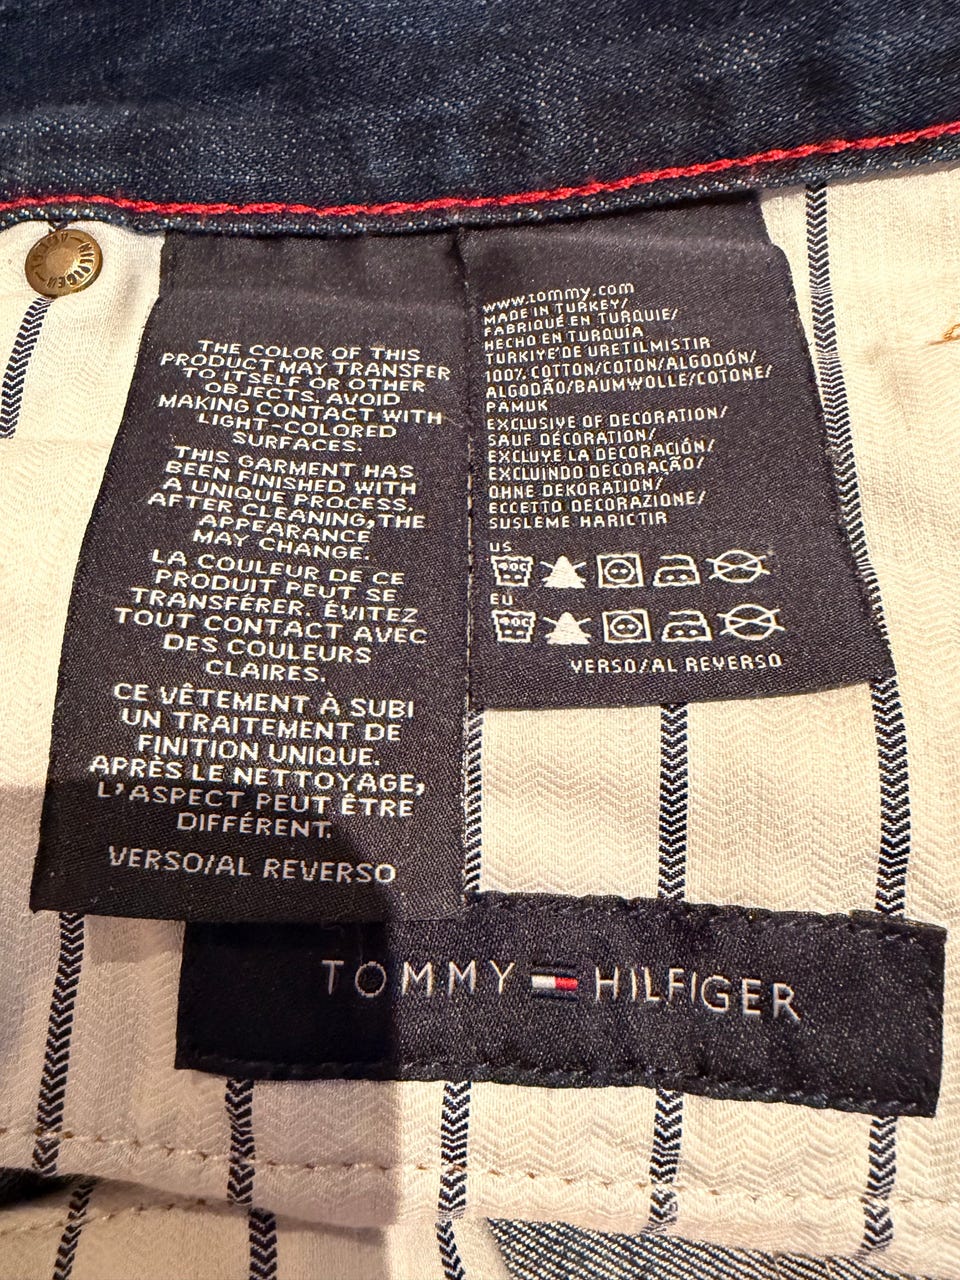 THE COLOR OF THIS
PRODUCT MAY TRANSFER
TO ITSELF OR OTHER
OBJECTS. AVOID
MAKING CONTACT WITH
LIGHT-COLORED
SURFACES.
THIS GARMENT HAS
BEEN FINISHED WITH
A UNIQUE PROCESS.
AFTER CLEANING, THE
APPEARANCE
MAY CHANGE.
LA COULEUR DE CE
PRODUIT PEUT SE
TRANSFÉRER. ÉVITEZ
TOUT CONTACT AVEC
DES COULEURS
CLAIRES.
CE VÊTEMENT À SUBI
UN TRAITEMENT DE
FINITION UNIQUE.
APRÈS LE NETTOYAGE,
L'ASPECT PEUT ÊTRE
DIFFÉRENT.
VERSO/AL REVERSO
www.tommy.com
MADE IN TURKEY/
FABRIQUÉ EN TURQUIE/
HECHO EN TURQUÍA
TURKIYE'DE URETILMISTIR
100% COTTON/COTON/ALGODÓN/
ALGODÃO/BAUMWOLLE/COTONE/
PAMUK
EXCLUSIVE OF DECORATION/
SAUF DÉCORATION/
EXCLUYE LA DECORACIÓN/
EXCLUINDO DECORAÇÃO/
OHNE DEKORATION/
ECCETTO DECORAZIONE/
SUSLEME HARICTIR
US
40C
EU
40C
VERSO/AL REVERSO
TOMMY HILFIGER